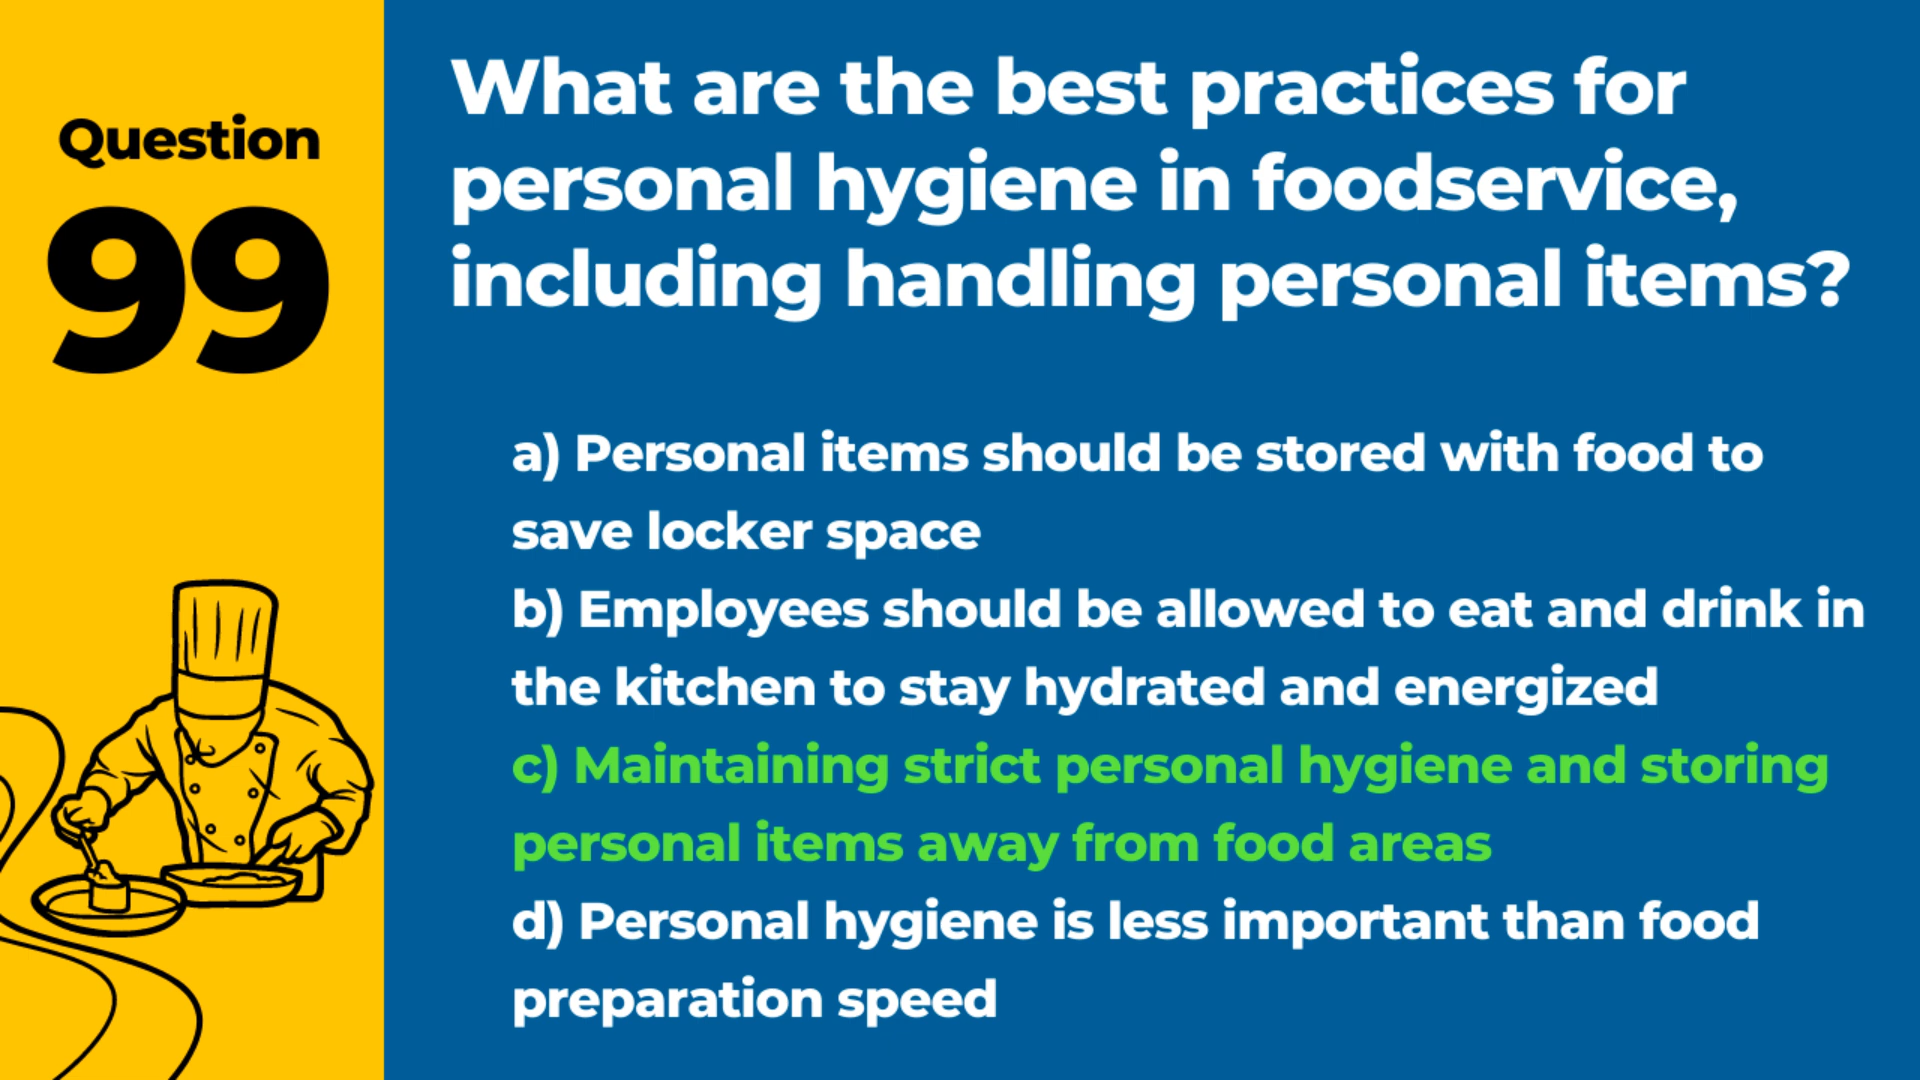 Question
99
What are the best practices for
personal hygiene in foodservice,
including handling personal items?
a) Personal items should be stored with food to
save locker space
b) Employees should be allowed to eat and drink in
the kitchen to stay hydrated and energized
c) Maintaining strict personal hygiene and storing
personal items away from food areas
d) Personal hygiene is less important than food
preparation speed